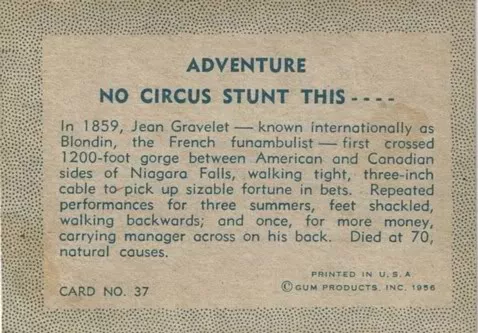 ADVENTURE
NO CIRCUS STUNT THIS - - - -
In 1859, Jean Gravelet — known internationally as
Blondin, the French funambulist — first crossed
1200-foot gorge between American and Canadian
sides of Niagara Falls, walking tight, three-inch
cable to pick up sizable fortune in bets. Repeated
performances for three summers, feet shackled,
walking backwards; and once, for more money,
carrying manager across on his back. Died at 70,
natural causes.
PRINTED IN U. S. A
CARD NO. 37
© GUM PRODUCTS, INC. 1956